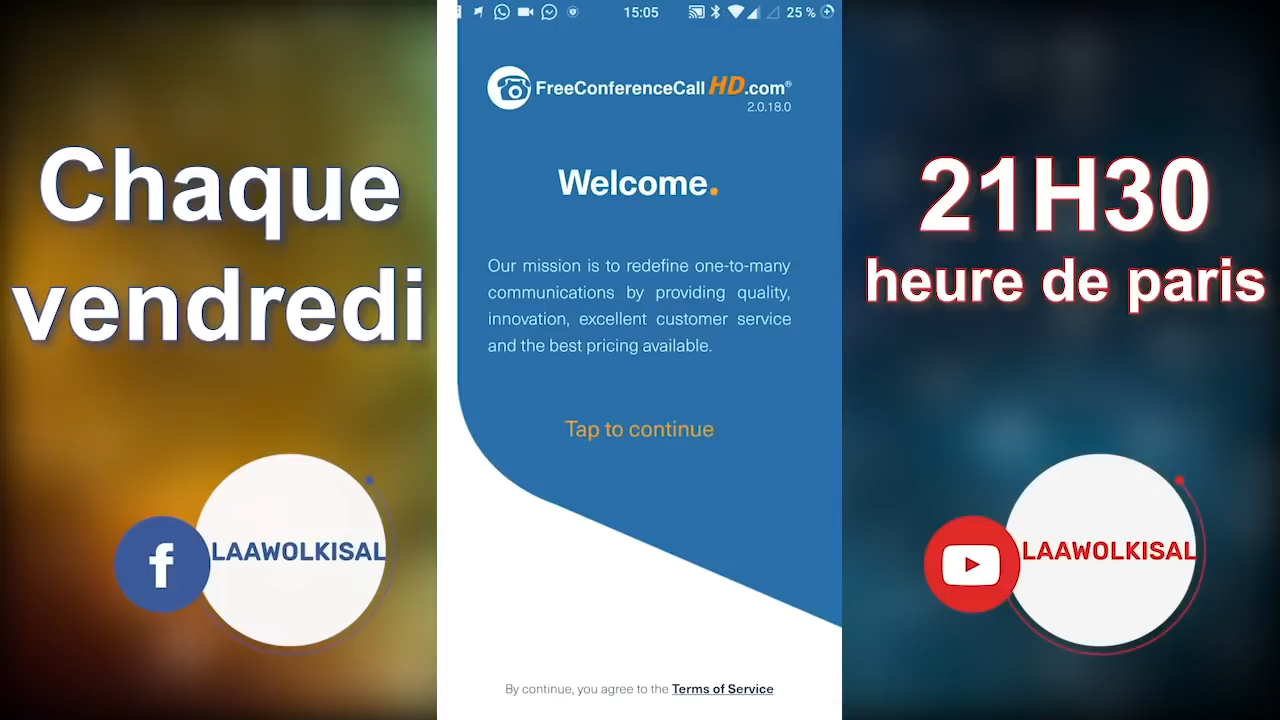 Chaque
vendredi
LAAWOLKISAL
15:05
25 %
FreeConferenceCall HD.com®
2.0.18.0
Welcome.
Our mission is to redefine one-to-many
communications by providing quality,
innovation, excellent customer service
and the best pricing available.
Tap to continue
By continue, you agree to the Terms of Service
21H30
heure de paris
LAAWOLKISAL